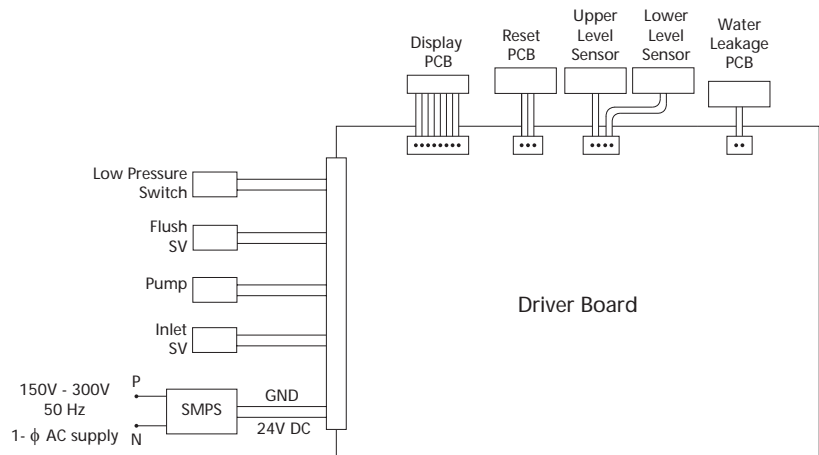 Display
PCB
Reset
PCB
Upper
Level
Sensor
Lower
Level
Sensor
Water
Leakage
PCB
Low Pressure
Switch
Flush
SV
Pump
Inlet
SV
Driver Board
150V - 300V
50 Hz
1- ϕ AC supply
P
N
SMPS
GND
24V DC